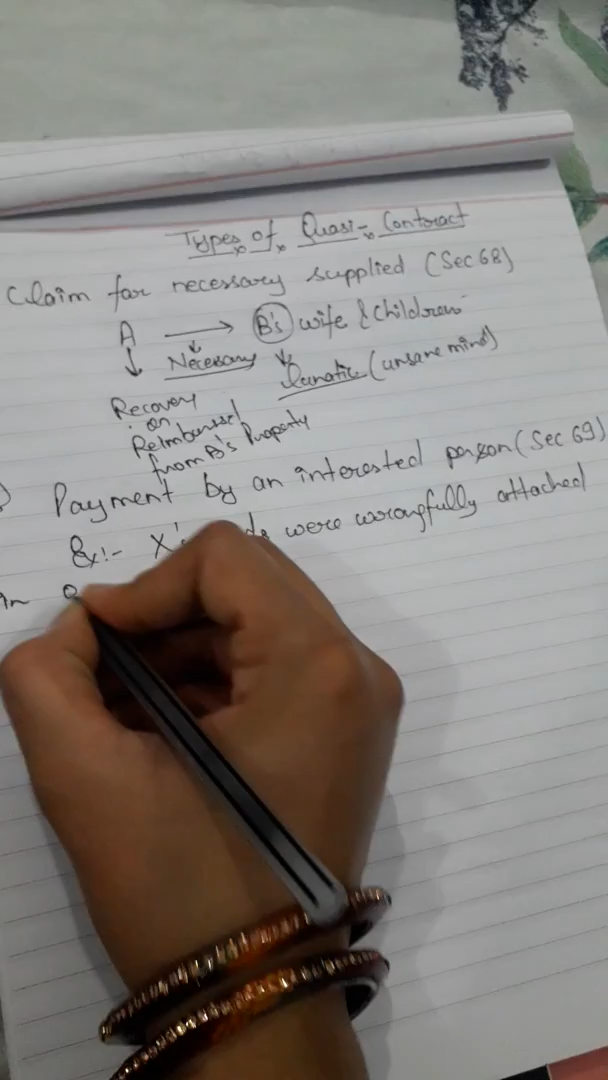 Types of Quasi-Contract
Claim for necessary supplied (Sec 68)
A → B's wife & children
Necessary lunatic (unsane mind)
Recovery
or
Reimbursed
from B's Property
Payment by an interested person (Sec 69)
Ex:- X's were wrongfully attached